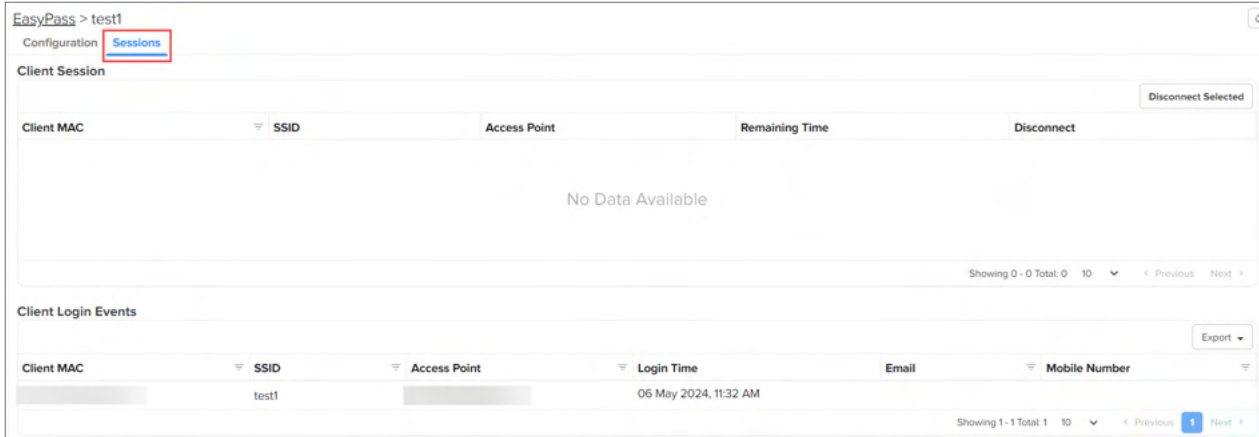 EasyPass > test1
Configuration Sessions
Client Session
Disconnect Selected
Client MAC SSID Access Point Remaining Time Disconnect
No Data Available
Showing 0 - 0 Total: 0 10 < Previous Next >
Client Login Events
Export
Client MAC SSID Access Point Login Time Email Mobile Number
test1 06 May 2024, 11:32 AM
Showing 1 - 1 Total: 1 10 < Previous 1 Next >